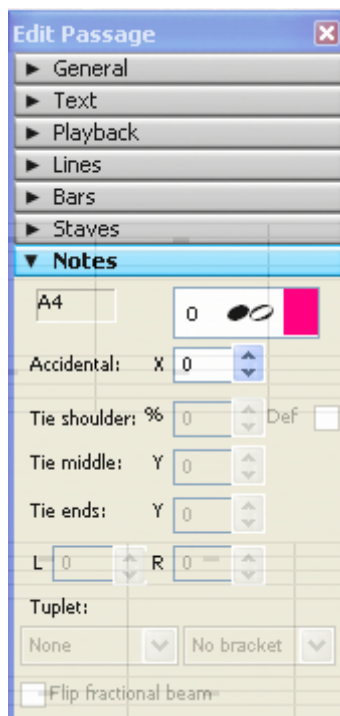 Edit Passage
General
Text
Playback
Lines
Bars
Staves
Notes
A4 0
Accidental: X 0
Tie shoulder: % 0 Def
Tie middle: Y 0
Tie ends: Y 0
L 0 R 0
Tuplet:
None No bracket
Flip fractional beam